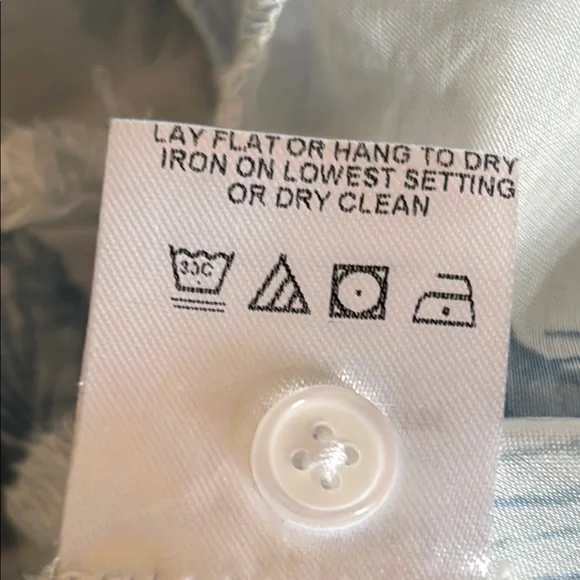 LAY FLAT OR HANG TO DRY
IRON ON LOWEST SETTING
OR DRY CLEAN
30C